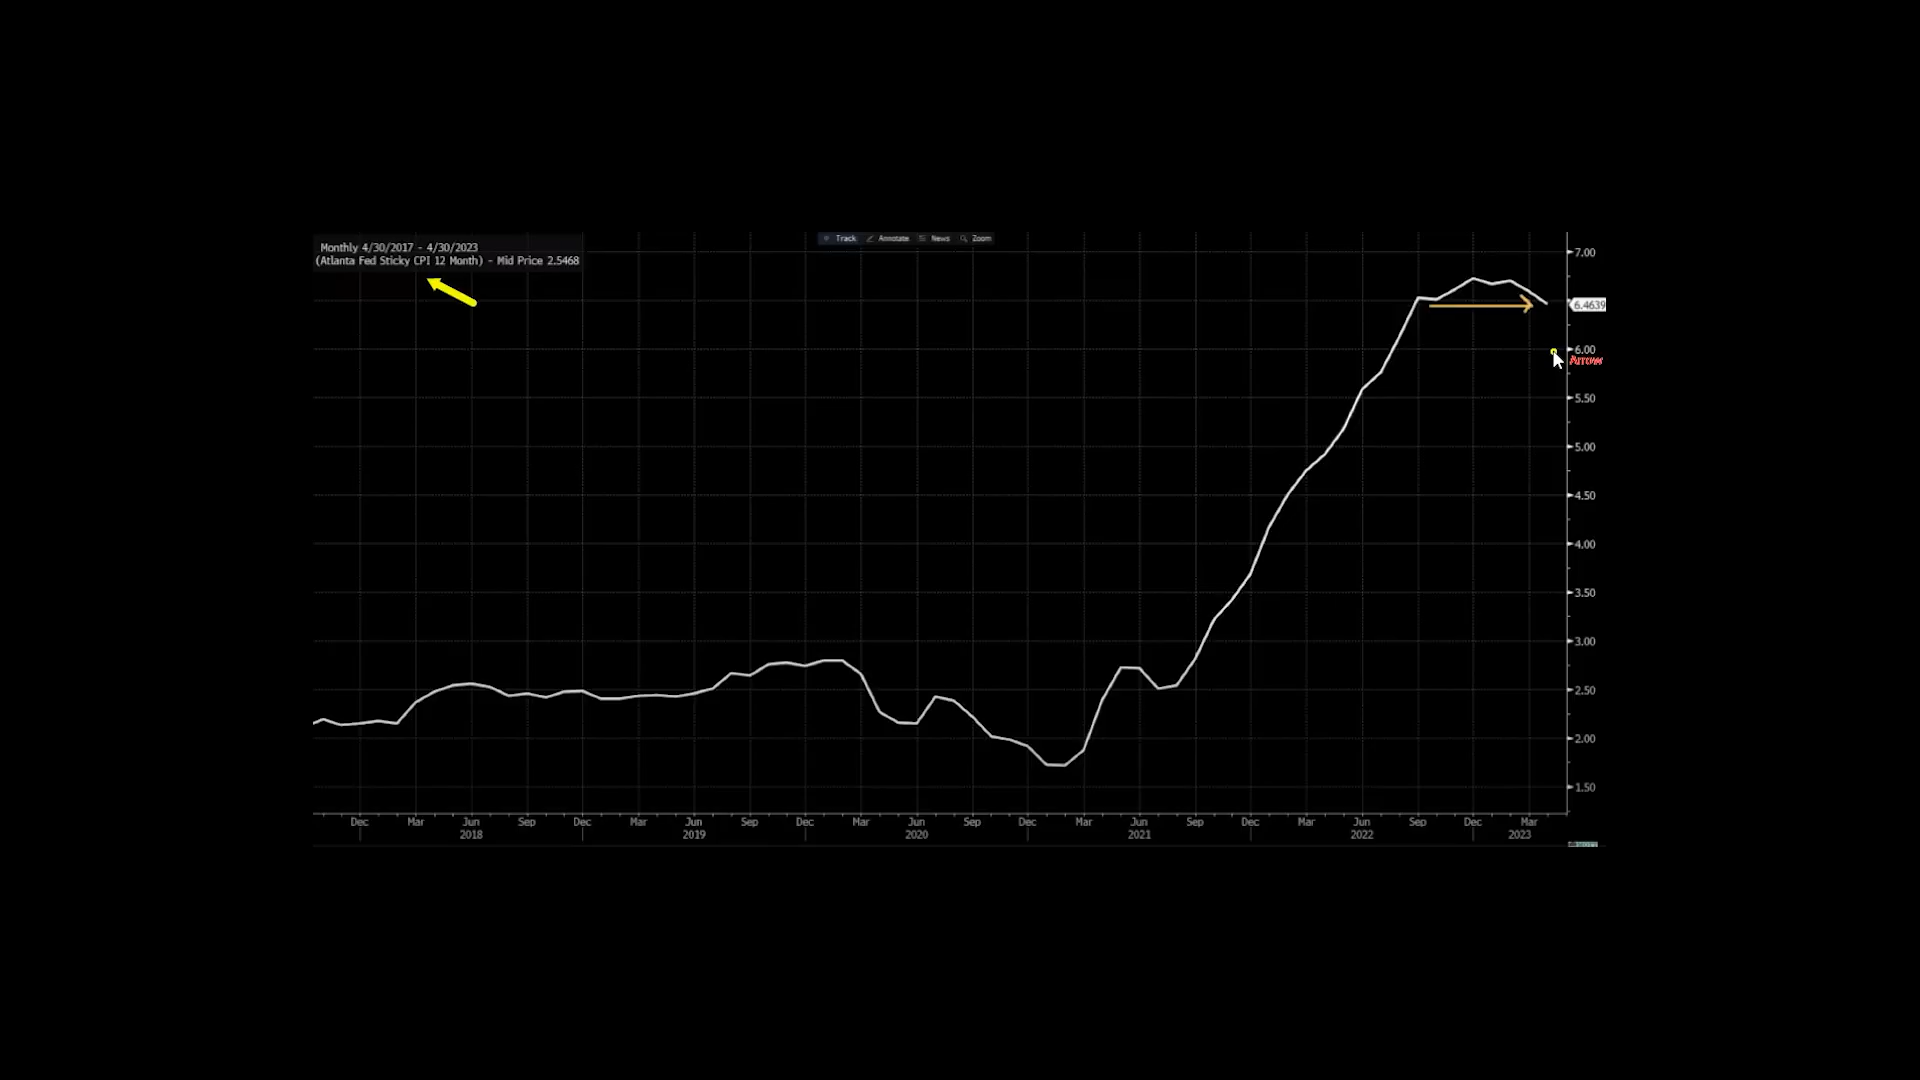 Track Annotate News Zoom
Monthly 4/30/2017 - 4/30/2023
(Atlanta Fed Sticky CPI 12 Month) - Mid Price 2.5468
7.00
6.4639
6.00
Arrow
5.50
5.00
4.50
4.00
3.50
3.00
2.50
2.00
1.50
Dec Mar Jun Sep Dec Mar Jun Sep Dec Mar Jun Sep Dec Mar Jun Sep Dec Mar Jun Sep Dec Mar
2018 2019 2020 2021 2022 2023